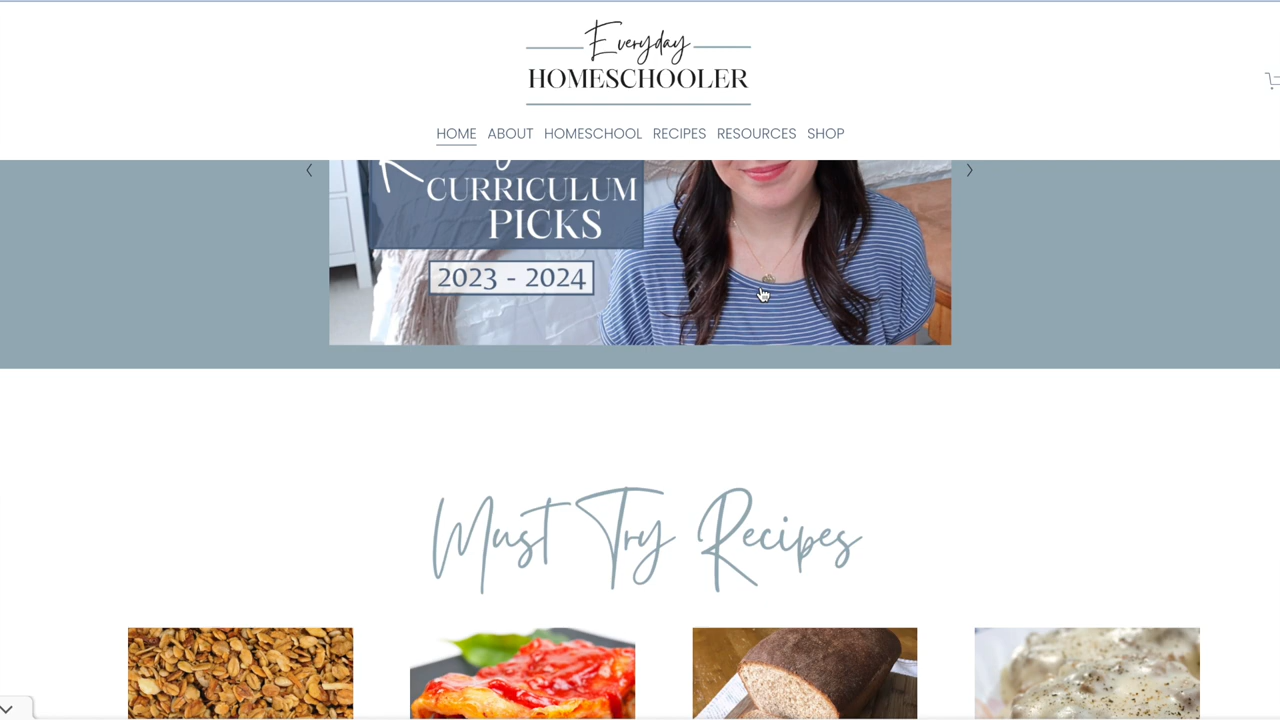 Everyday
HOMESCHOOLER
HOME ABOUT HOMESCHOOL RECIPES RESOURCES SHOP
CURRICULUM
PICKS
2023 - 2024
Must Try Recipes